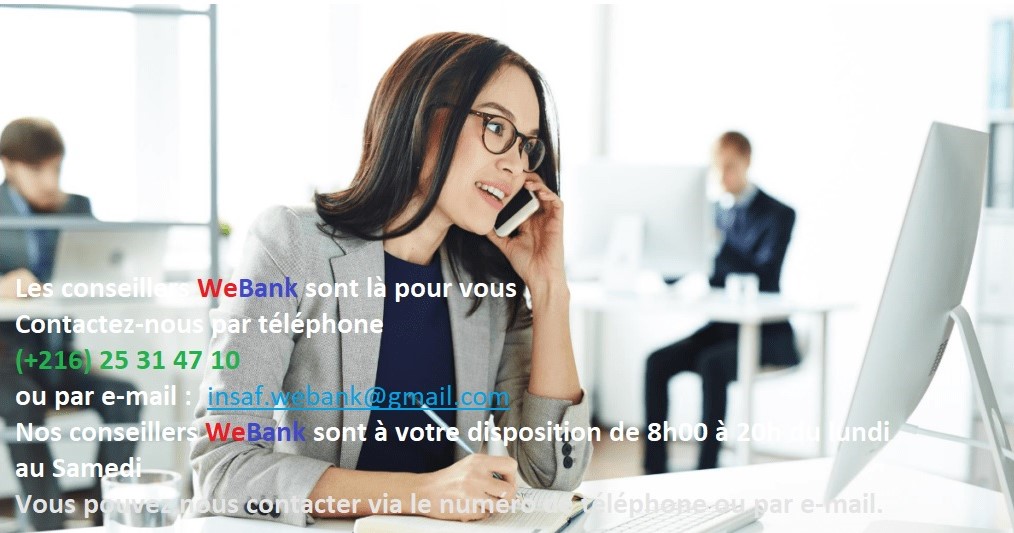 Les conseillers WeBank sont là pour vous
Contactez-nous par téléphone
(+216) 25 31 47 10
ou par e-mail : insaf.webank@gmail.com
Nos conseillers WeBank sont à votre disposition de 8h00 à 20h du lundi
au Samedi
Vous pouvez nous contacter via le numéro de téléphone ou par e-mail.